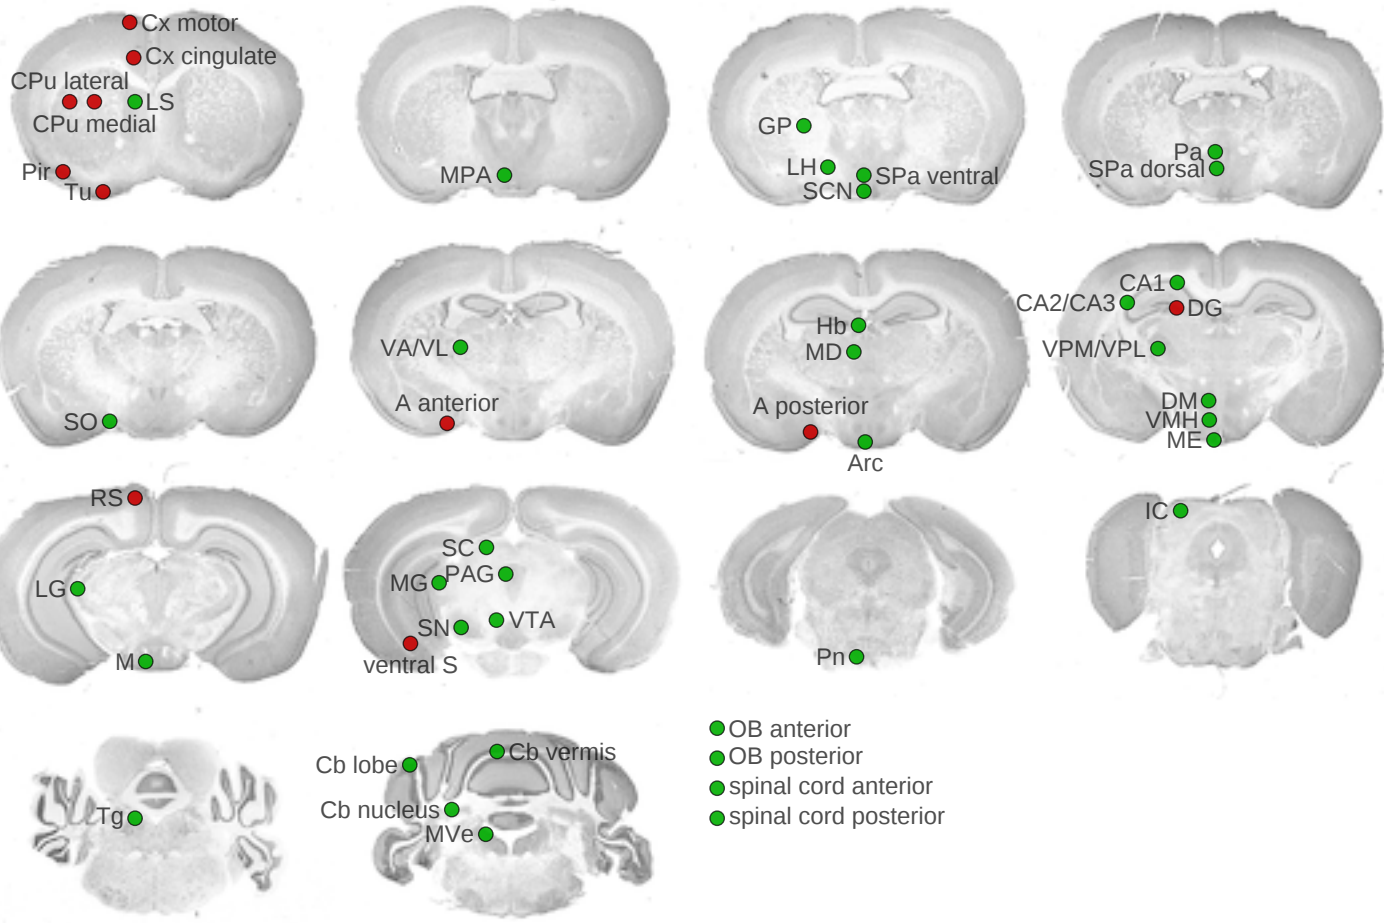 Cx motor
Cx cingulate
CPu lateral
LS
CPu medial
Pir
Tu
MPA
GP
LH
SPa ventral
SCN
Pa
SPa dorsal
SO
VA/VL
A anterior
Hb
MD
A posterior
Arc
CA1
CA2/CA3
DG
VPM/VPL
DM
VMH
ME
RS
LG
M
SC
MG
PAG
SN
VTA
ventral S
Pn
IC
Tg
Cb lobe
Cb vermis
Cb nucleus
MVe
OB anterior
OB posterior
spinal cord anterior
spinal cord posterior